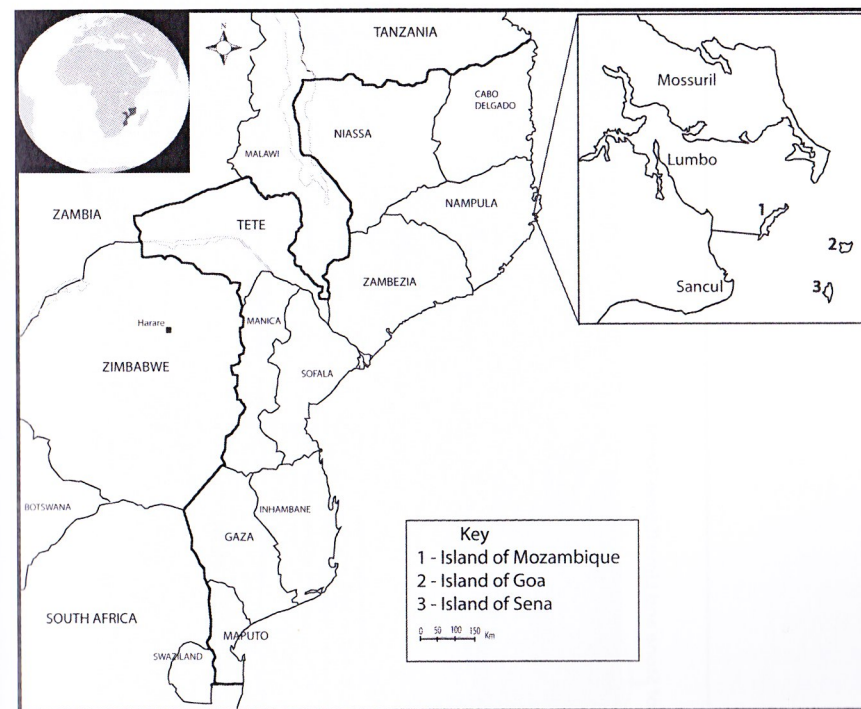 N
TANZANIA
CABO
DELGADO
NIASSA
MALAWI
NAMPULA
ZAMBIA
TETE
ZAMBEZIA
MANICA
Harare
ZIMBABWE
SOFALA
BOTSWANA
INHAMBANE
GAZA
SOUTH AFRICA
MAPUTO
SWAZILAND
Mossuril
Lumbo
1
2
Sancul
3
Key
1 - Island of Mozambique
2 - Island of Goa
3 - Island of Sena
0 50 100 150 Km